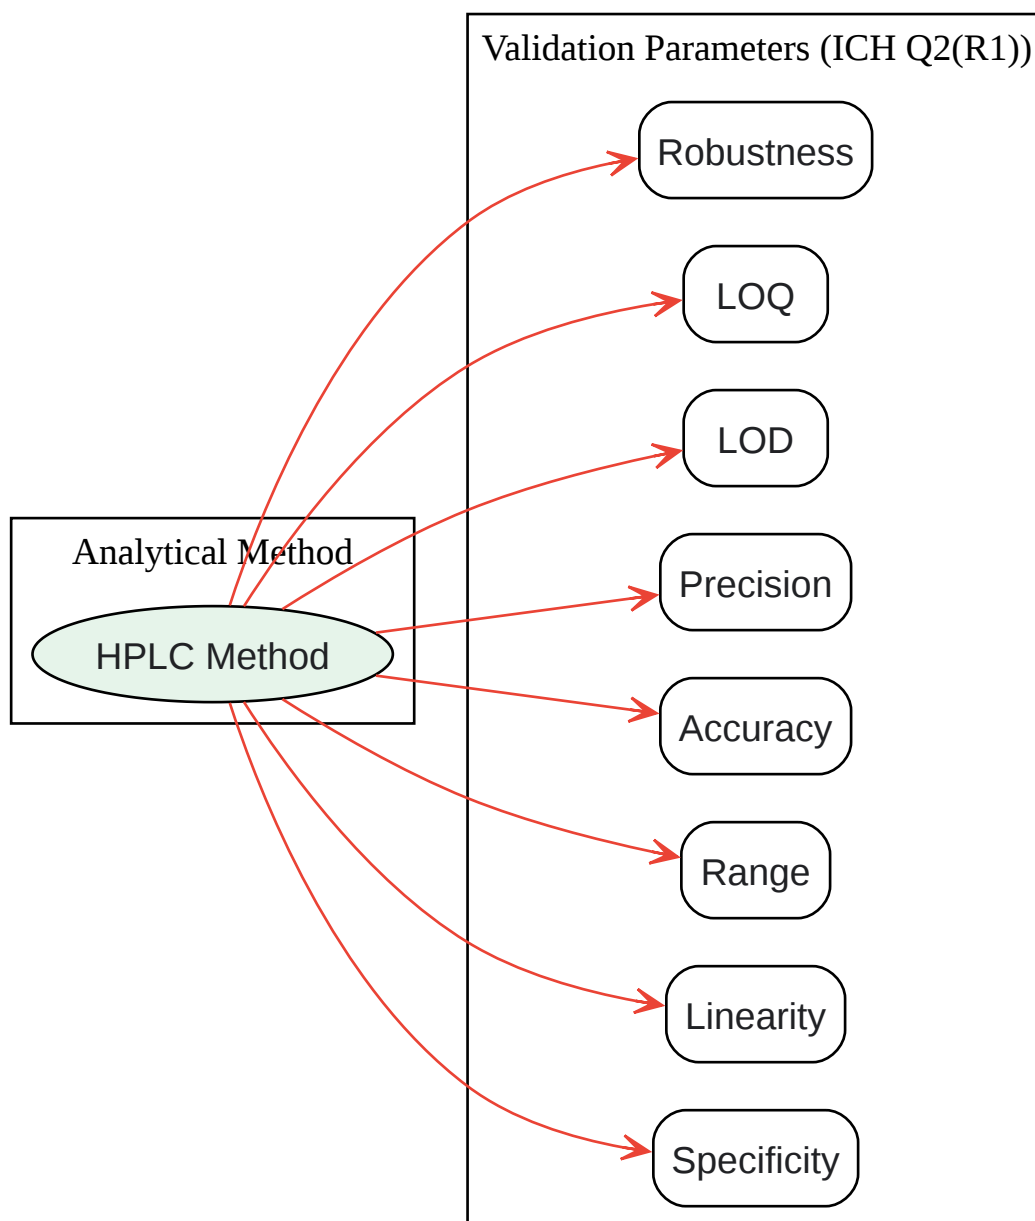 Validation Parameters (ICH Q2(R1))
Robustness
LOQ
LOD
Analytical Method
HPLC Method
Precision
Accuracy
Range
Linearity
Specificity